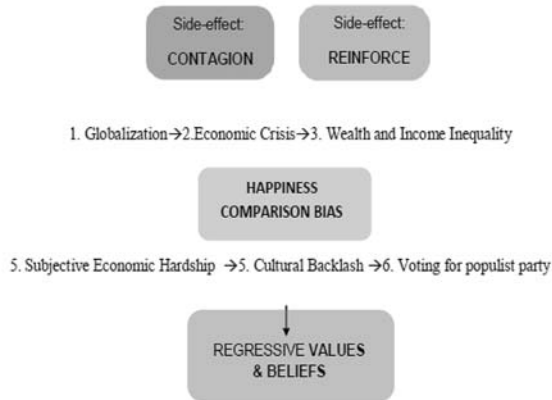 Side-effect:
CONTAGION
Side-effect:
REINFORCE
1. Globalization→2.Economic Crisis→3. Wealth and Income Inequality
HAPPINESS
COMPARISON BIAS
5. Subjective Economic Hardship →5. Cultural Backlash →6. Voting for populist party
REGRESSIVE VALUES
& BELIEFS